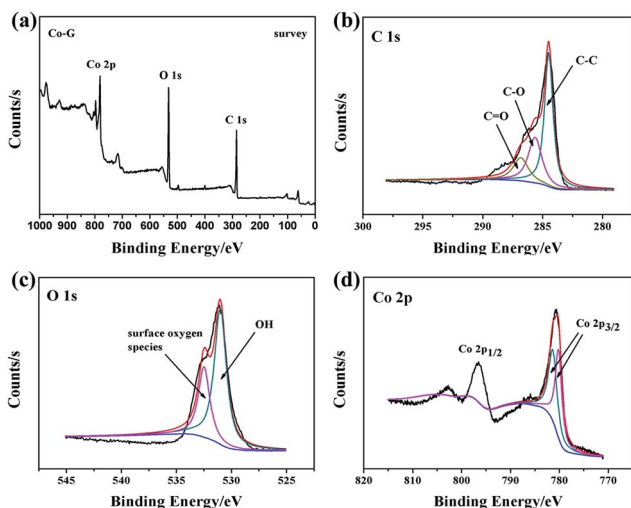 (a)
Co-G
survey
Co 2p
O 1s
C 1s
Counts/s
1000 900 800 700 600 500 400 300 200 100 0
Binding Energy/eV
(b)
C 1s
C-C
C-O
C=O
Counts/s
300 295 290 285 280
Binding Energy/eV
(c)
O 1s
surface oxygen
species
OH
Counts/s
545 540 535 530 525
Binding Energy/eV
(d)
Co 2p
Co 2p1/2
Co 2p3/2
Counts/s
820 810 800 790 780 770
Binding Energy/eV